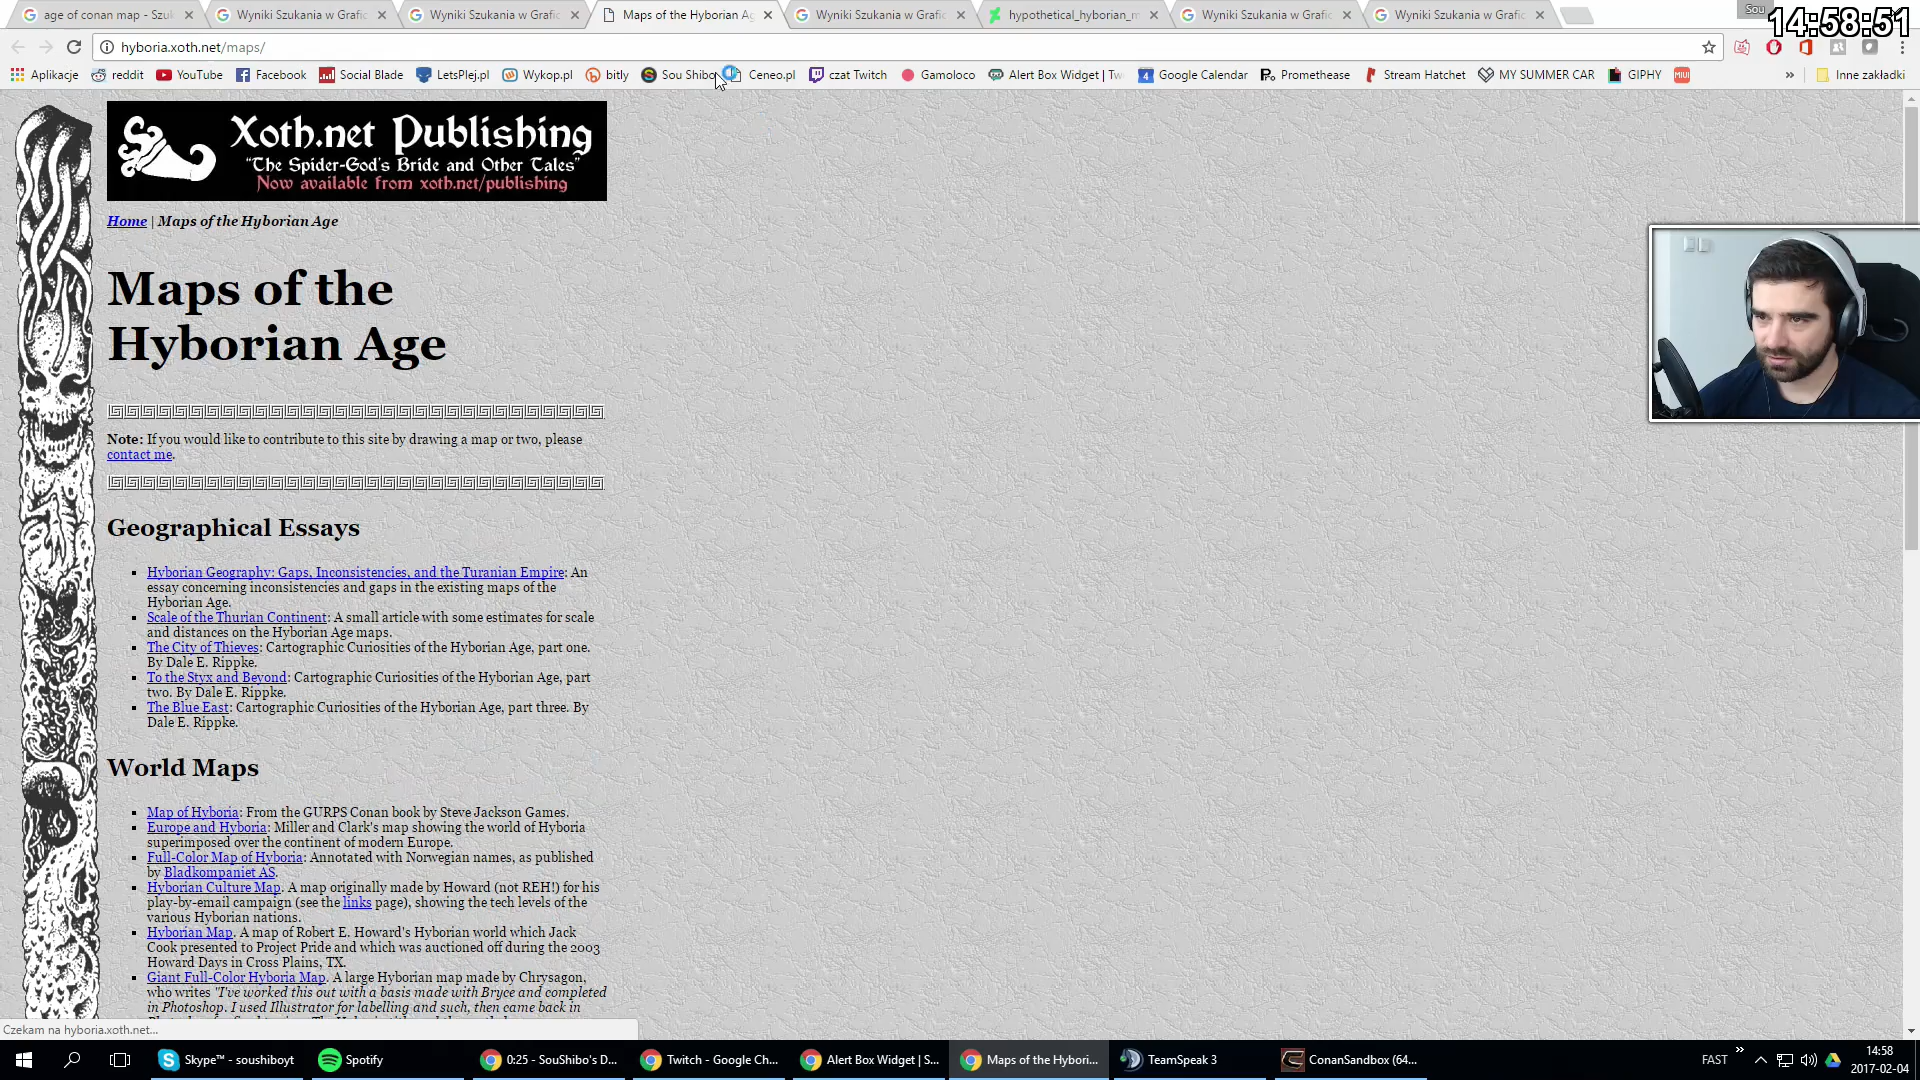 age of conan map - Szuk
Wyniki Szukania w Grafic
Wyniki Szukania w Grafic
Maps of the Hyborian Ag
Wyniki Szukania w Grafic
hypothetical_hyborian_m
Wyniki Szukania w Grafic
Wyniki Szukania w Grafic
Sou
14:58:51
hyboria.xoth.net/maps/
Aplikacje
reddit
YouTube
Facebook
Social Blade
LetsPlej.pl
Wykop.pl
bitly
Sou Shibo
Ceneo.pl
czat Twitch
Gamoloco
Alert Box Widget | Tw
Google Calendar
Promethease
Stream Hatchet
MY SUMMER CAR
GIPHY
MIUI
»
Inne zakładki
Xoth.net Publishing
"The Spider-God's Bride and Other Tales"
Now available from xoth.net/publishing
Home | Maps of the Hyborian Age
Maps of the
Hyborian Age
Note: If you would like to contribute to this site by drawing a map or two, please
contact me.
Geographical Essays
Hyborian Geography: Gaps, Inconsistencies, and the Turanian Empire: An
essay concerning inconsistencies and gaps in the existing maps of the
Hyborian Age.
Scale of the Thurian Continent: A small article with some estimates for scale
and distances on the Hyborian Age maps.
The City of Thieves: Cartographic Curiosities of the Hyborian Age, part one.
By Dale E. Rippke.
To the Styx and Beyond: Cartographic Curiosities of the Hyborian Age, part
two. By Dale E. Rippke.
The Blue East: Cartographic Curiosities of the Hyborian Age, part three. By
Dale E. Rippke.
World Maps
Map of Hyboria: From the GURPS Conan book by Steve Jackson Games.
Europe and Hyboria: Miller and Clark's map showing the world of Hyboria
superimposed over the continent of modern Europe.
Full-Color Map of Hyboria: Annotated with Norwegian names, as published
by Bladkompaniet AS.
Hyborian Culture Map. A map originally made by Howard (not REH!) for his
play-by-email campaign (see the links page), showing the tech levels of the
various Hyborian nations.
Hyborian Map. A map of Robert E. Howard's Hyborian world which Jack
Cook presented to Project Pride and which was auctioned off during the 2003
Howard Days in Cross Plains, TX.
Giant Full-Color Hyboria Map. A large Hyborian map made by Chrysagon,
who writes "I've worked this out with a basis made with Bryce and completed
in Photoshop. I used Illustrator for labelling and such, then came back in
Czekam na hyboria.xoth.net...
Skype™ - soushiboyt
Spotify
0:25 - SouShibo's D...
Twitch - Google Ch...
Alert Box Widget | S...
Maps of the Hybori...
TeamSpeak 3
ConanSandbox (64...
FAST
»
14:58
2017-02-04